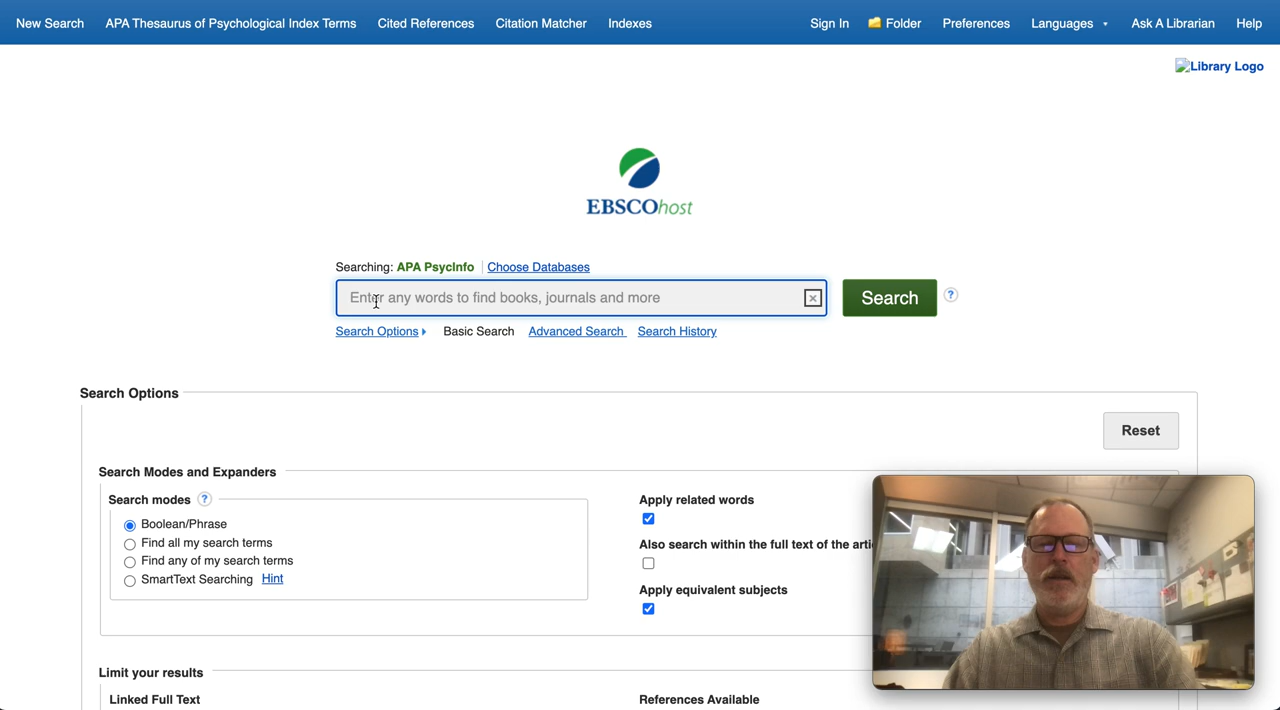 New Search APA Thesaurus of Psychological Index Terms Cited References Citation Matcher Indexes Sign In Folder Preferences Languages Ask A Librarian Help
Library Logo
EBSCOhost
Searching: APA PsycInfo Choose Databases
Enter any words to find books, journals and more
Search ?
Search Options Basic Search Advanced Search Search History
Search Options
Reset
Search Modes and Expanders
Search modes ?
Boolean/Phrase
Find all my search terms
Find any of my search terms
SmartText Searching Hint
Apply related words
Also search within the full text of the
Apply equivalent subjects
Limit your results
Linked Full Text
References Available